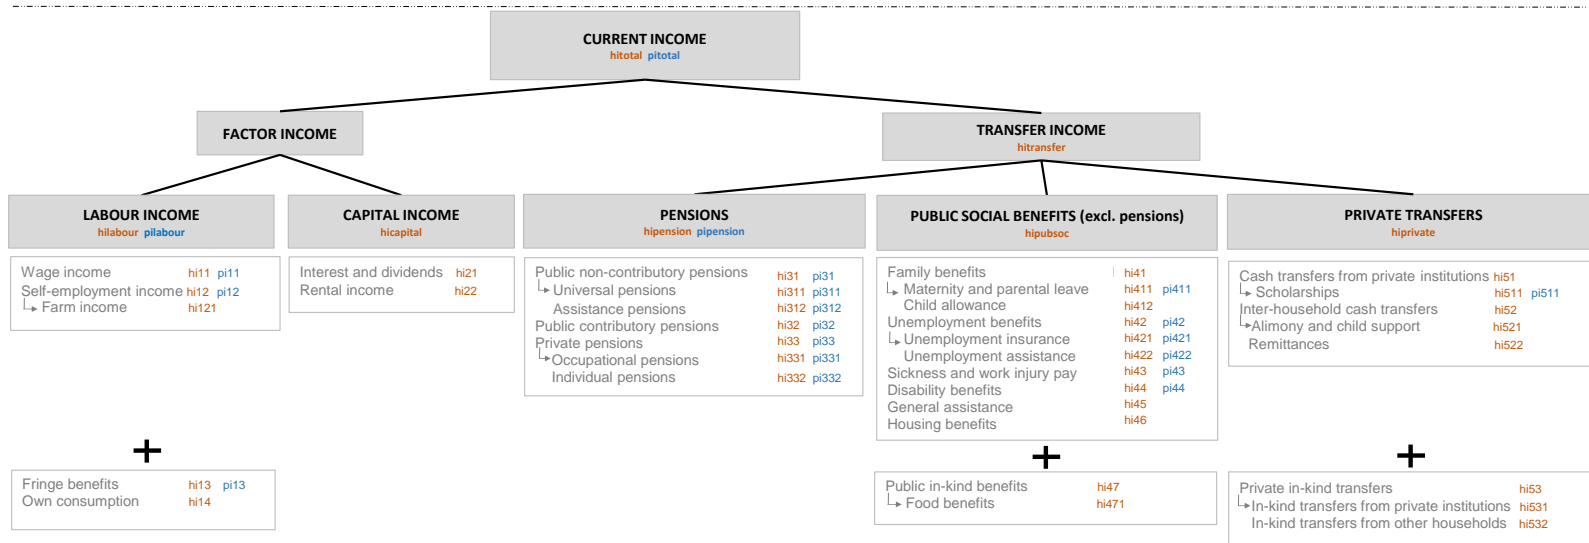 CURRENT INCOME
hitotal pitotal
FACTOR INCOME
TRANSFER INCOME
hitransfer
LABOUR INCOME
hilabour pilabour
CAPITAL INCOME
hicapital
PENSIONS
hipension pipension
PUBLIC SOCIAL BENEFITS (excl. pensions)
hipubsoc
PRIVATE TRANSFERS
hiprivate
Wage income hi11 pi11
Self-employment income hi12 pi12
Farm income hi121
Interest and dividends hi21
Rental income hi22
Public non-contributory pensions hi31 pi31
Universal pensions hi311 pi311
Assistance pensions hi312 pi312
Public contributory pensions hi32 pi32
Private pensions hi33 pi33
Occupational pensions hi331 pi331
Individual pensions hi332 pi332
Family benefits hi41
Maternity and parental leave hi411 pi411
Child allowance hi412
Unemployment benefits hi42 pi42
Unemployment insurance hi421 pi421
Unemployment assistance hi422 pi422
Sickness and work injury pay hi43 pi43
Disability benefits hi44 pi44
General assistance hi45
Housing benefits hi46
Cash transfers from private institutions hi51
Scholarships hi511 pi511
Inter-household cash transfers hi52
Alimony and child support hi521
Remittances hi522
+
+
+
Fringe benefits hi13 pi13
Own consumption hi14
Public in-kind benefits hi47
Food benefits hi471
Private in-kind transfers hi53
In-kind transfers from private institutions hi531
In-kind transfers from other households hi532